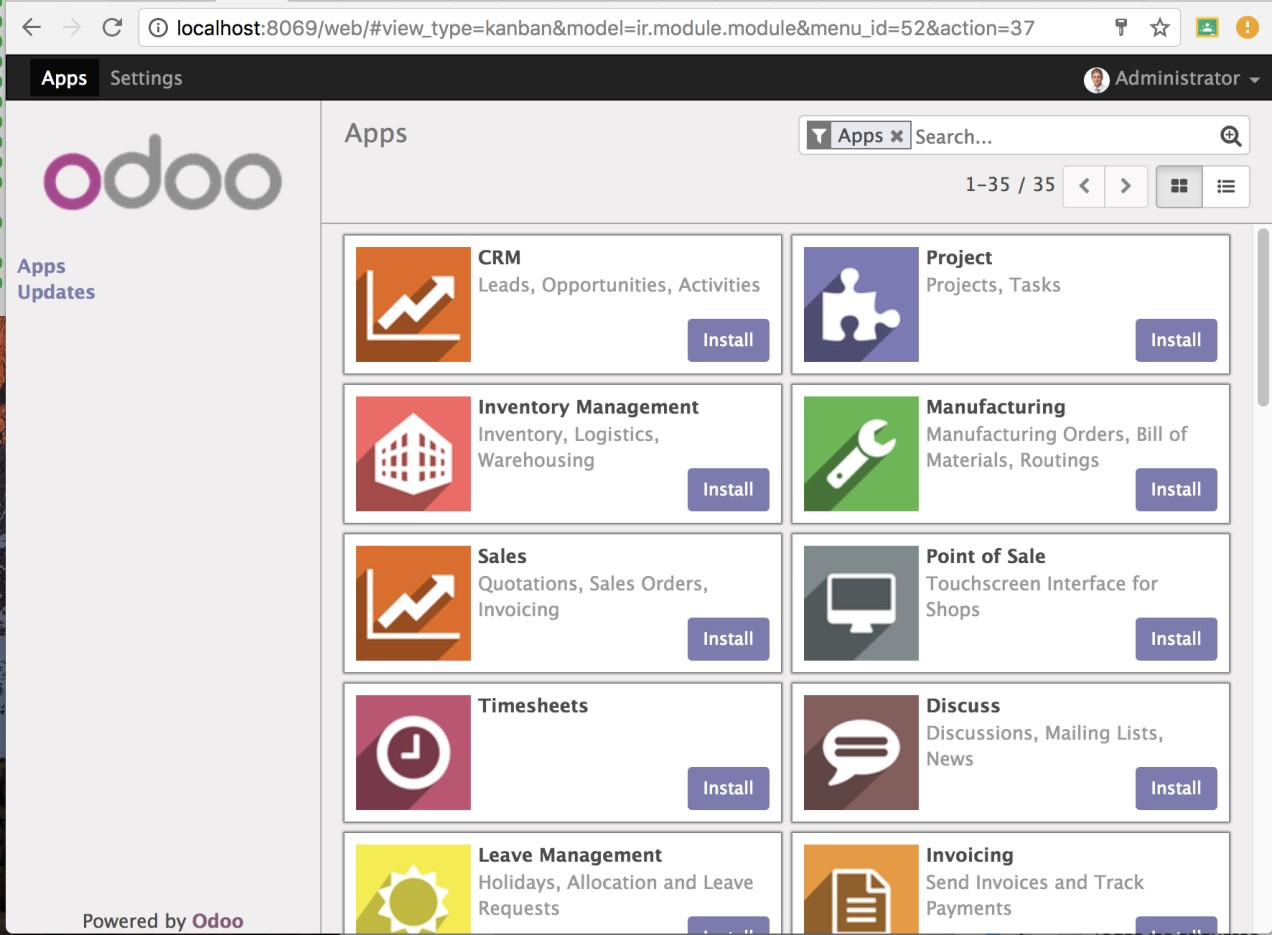 localhost:8069/web/#view_type=kanban&model=ir.module.module&menu_id=52&action=37
Apps Settings Administrator
odoo
Apps
Updates
Powered by Odoo
Apps
Apps Search...
1-35 / 35
CRM
Leads, Opportunities, Activities
Install
Project
Projects, Tasks
Install
Inventory Management
Inventory, Logistics,
Warehousing
Install
Manufacturing
Manufacturing Orders, Bill of
Materials, Routings
Install
Sales
Quotations, Sales Orders,
Invoicing
Install
Point of Sale
Touchscreen Interface for
Shops
Install
Timesheets
Install
Discuss
Discussions, Mailing Lists,
News
Install
Leave Management
Holidays, Allocation and Leave
Requests
Invoicing
Send Invoices and Track
Payments